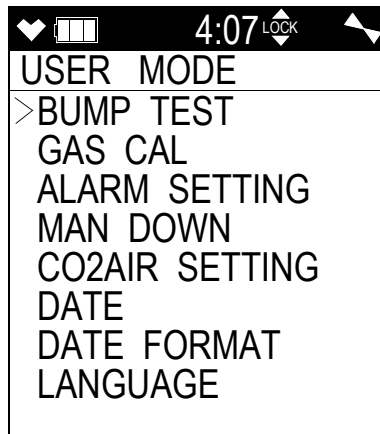 4:07 LOCK
USER MODE
>BUMP TEST
GAS CAL
ALARM SETTING
MAN DOWN
CO2AIR SETTING
DATE
DATE FORMAT
LANGUAGE